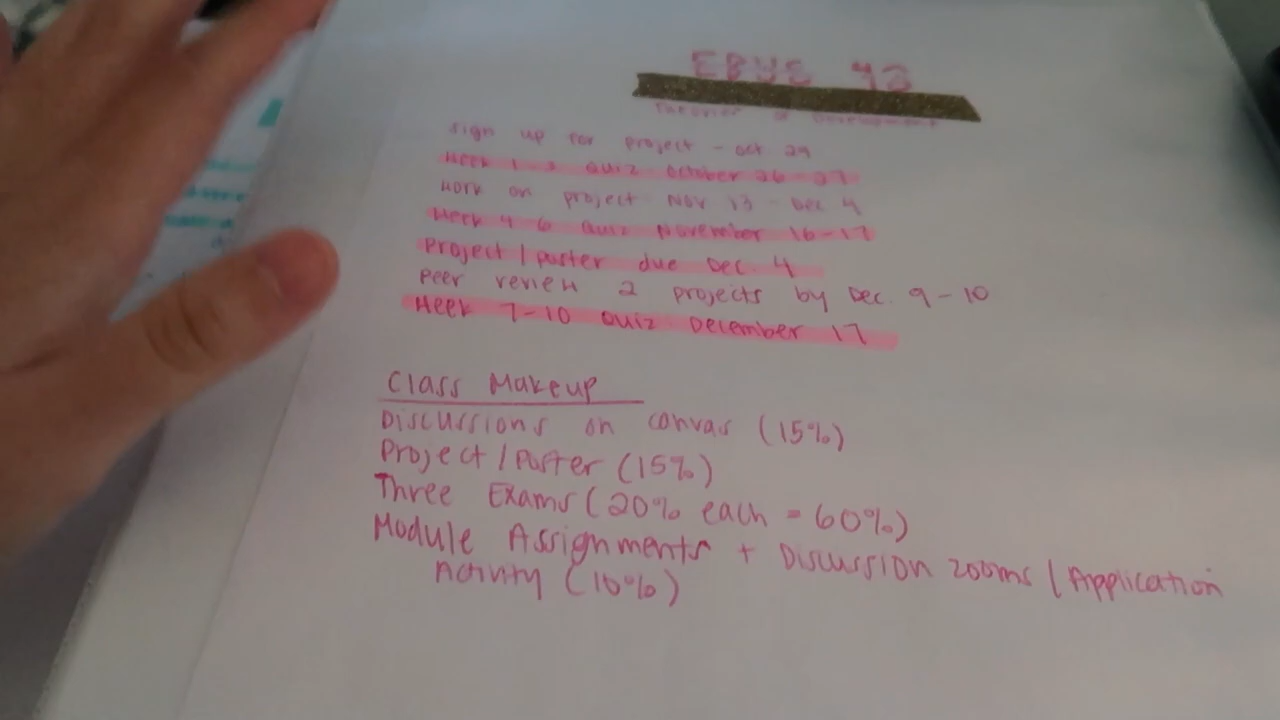 EDUC 42
Theories of Development
sign up for project - oct 29
Week 1-3 Quiz October 26-27
work on project Nov 13 - Dec 4
Week 4-6 Quiz November 16-17
Project / poster due Dec. 4
peer review 2 projects by Dec. 9-10
Week 7-10 Quiz December 17
Class Makeup
Discussions on canvas (15%)
Project / Poster (15%)
Three Exams (20% each = 60%)
Module Assignments + Discussion zooms / Application
Activity (10%)